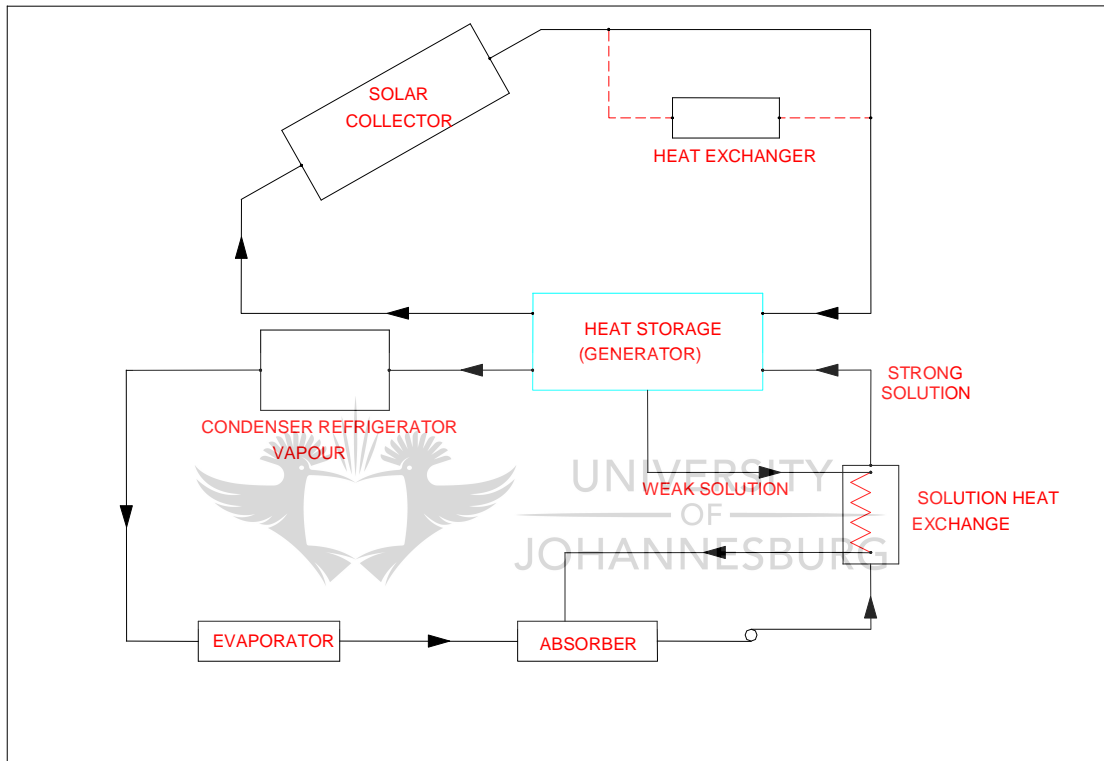 SOLAR
COLLECTOR
HEAT EXCHANGER
HEAT STORAGE
(GENERATOR)
STRONG
SOLUTION
CONDENSER REFRIGERATOR
VAPOUR
UNIVERSITY
OF
JOHANNESBURG
WEAK SOLUTION
SOLUTION HEAT
EXCHANGE
EVAPORATOR
ABSORBER